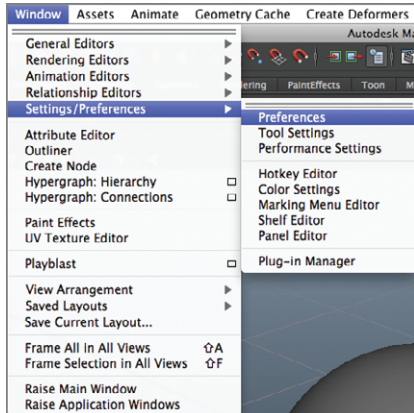 Window Assets Animate Geometry Cache Create Deformers
Autodesk Ma
General Editors
Rendering Editors
Animation Editors
Relationship Editors
Settings/Preferences
ering PaintEffects Toon M
Preferences
Tool Settings
Performance Settings
Hotkey Editor
Color Settings
Marking Menu Editor
Shelf Editor
Panel Editor
Plug-in Manager
Attribute Editor
Outliner
Create Node
Hypergraph: Hierarchy
Hypergraph: Connections
Paint Effects
UV Texture Editor
Playblast
View Arrangement
Saved Layouts
Save Current Layout...
Frame All in All Views ⇧A
Frame Selection in All Views ⇧F
Raise Main Window
Raise Application Windows